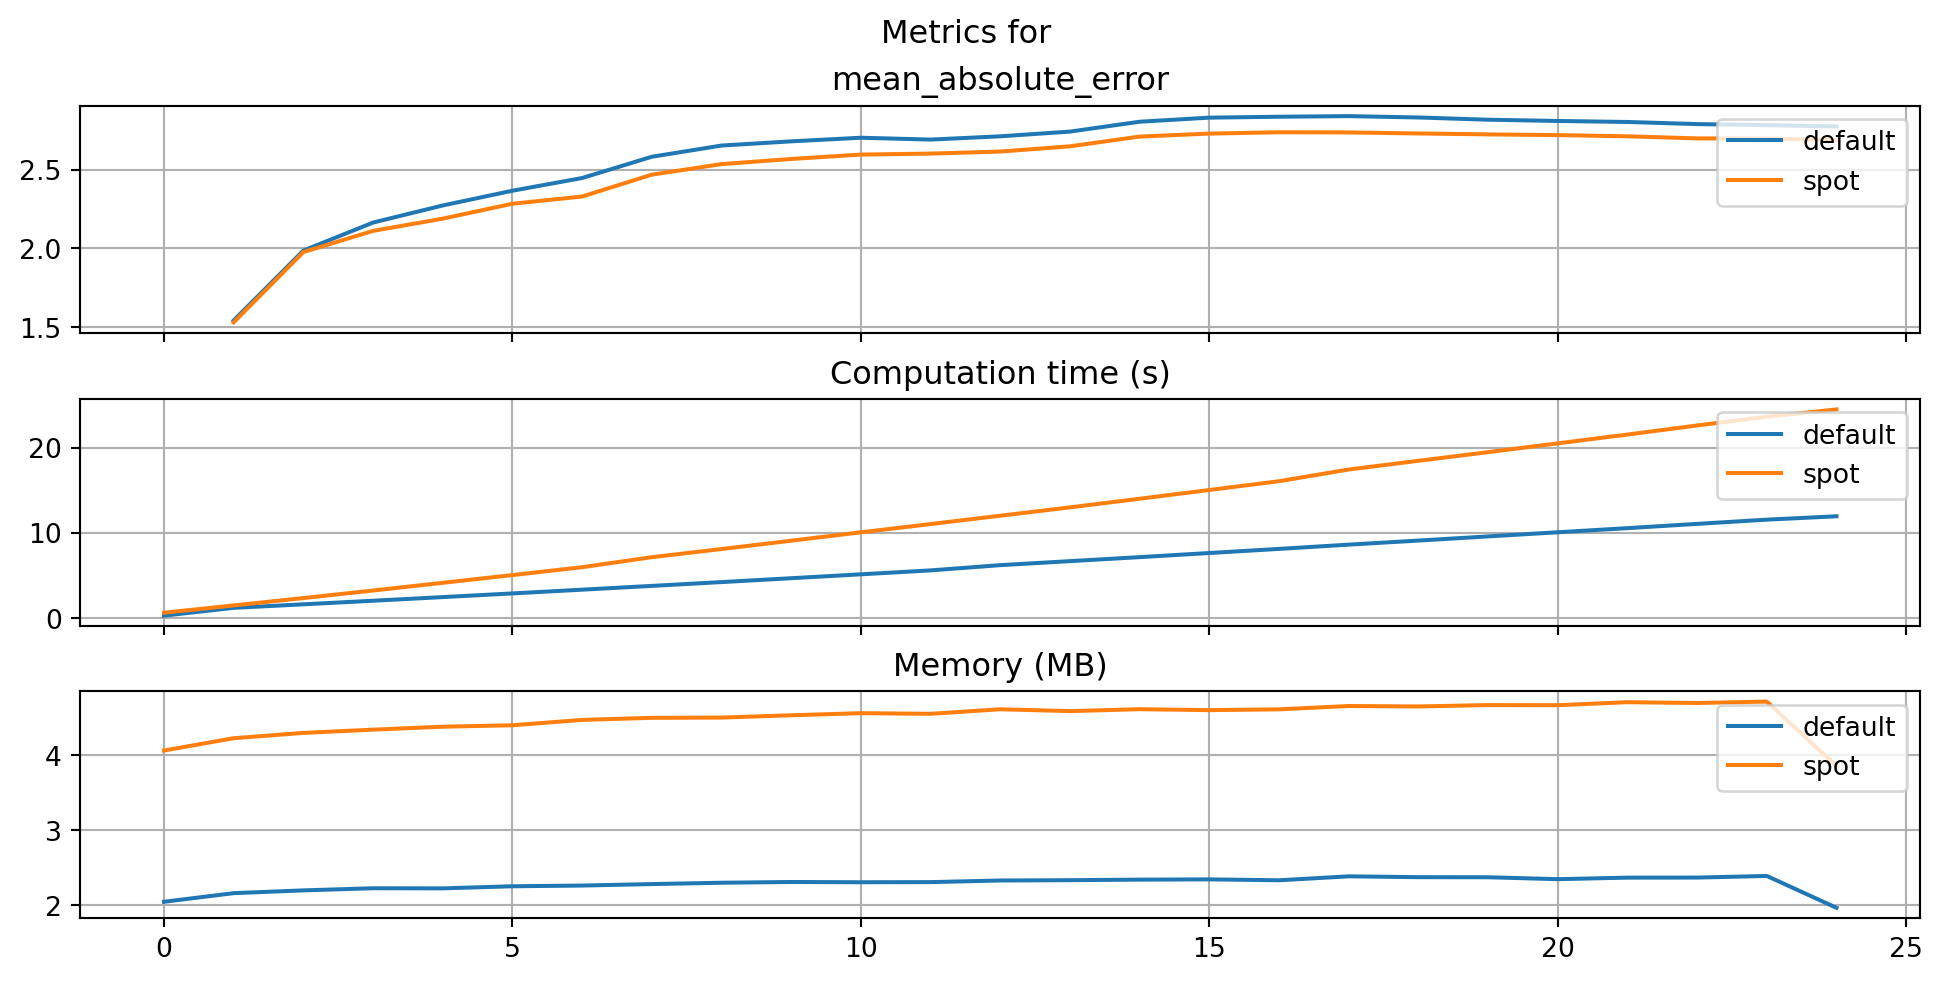 Metrics for
mean_absolute_error
2.5
2.0
1.5
default
spot
Computation time (s)
20
10
0
default
spot
Memory (MB)
4
3
2
default
spot
0 5 10 15 20 25